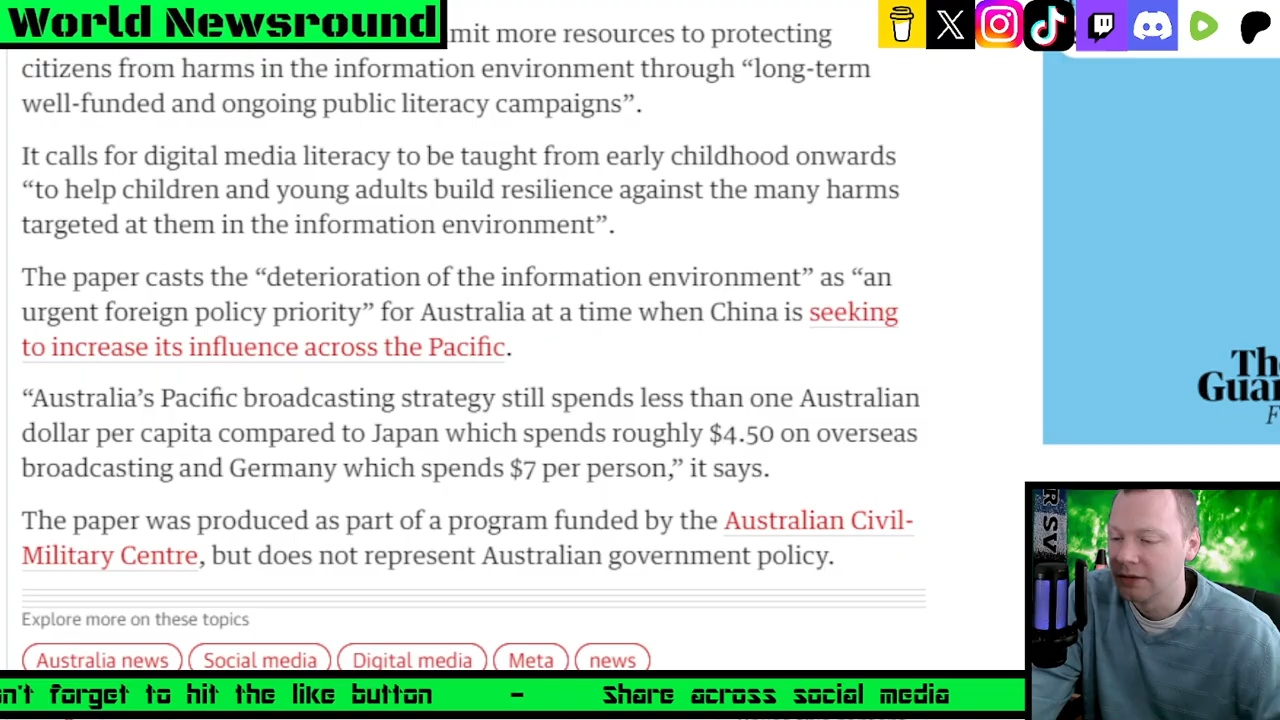 World Newsround
mit more resources to protecting
citizens from harms in the information environment through “long-term
well-funded and ongoing public literacy campaigns”.
It calls for digital media literacy to be taught from early childhood onwards
“to help children and young adults build resilience against the many harms
targeted at them in the information environment”.
The paper casts the “deterioration of the information environment” as “an
urgent foreign policy priority” for Australia at a time when China is seeking
to increase its influence across the Pacific.
“Australia’s Pacific broadcasting strategy still spends less than one Australian
dollar per capita compared to Japan which spends roughly $4.50 on overseas
broadcasting and Germany which spends $7 per person,” it says.
The paper was produced as part of a program funded by the Australian Civil-
Military Centre, but does not represent Australian government policy.
Explore more on these topics
Australia news
Social media
Digital media
Meta
news
Th
Guar
F
n't forget to hit the like button - Share across social media